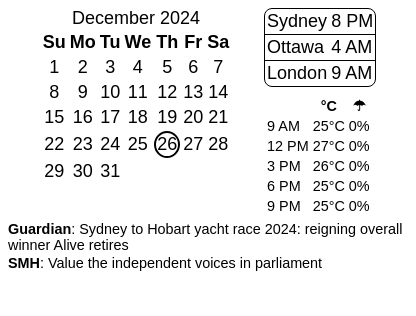 December 2024
Su Mo Tu We Th Fr Sa
1 2 3 4 5 6 7
8 9 10 11 12 13 14
15 16 17 18 19 20 21
22 23 24 25 26 27 28
29 30 31
Sydney 8 PM
Ottawa 4 AM
London 9 AM
°C ☂
9 AM 25°C 0%
12 PM 27°C 0%
3 PM 26°C 0%
6 PM 25°C 0%
9 PM 25°C 0%
Guardian: Sydney to Hobart yacht race 2024: reigning overall
winner Alive retires
SMH: Value the independent voices in parliament